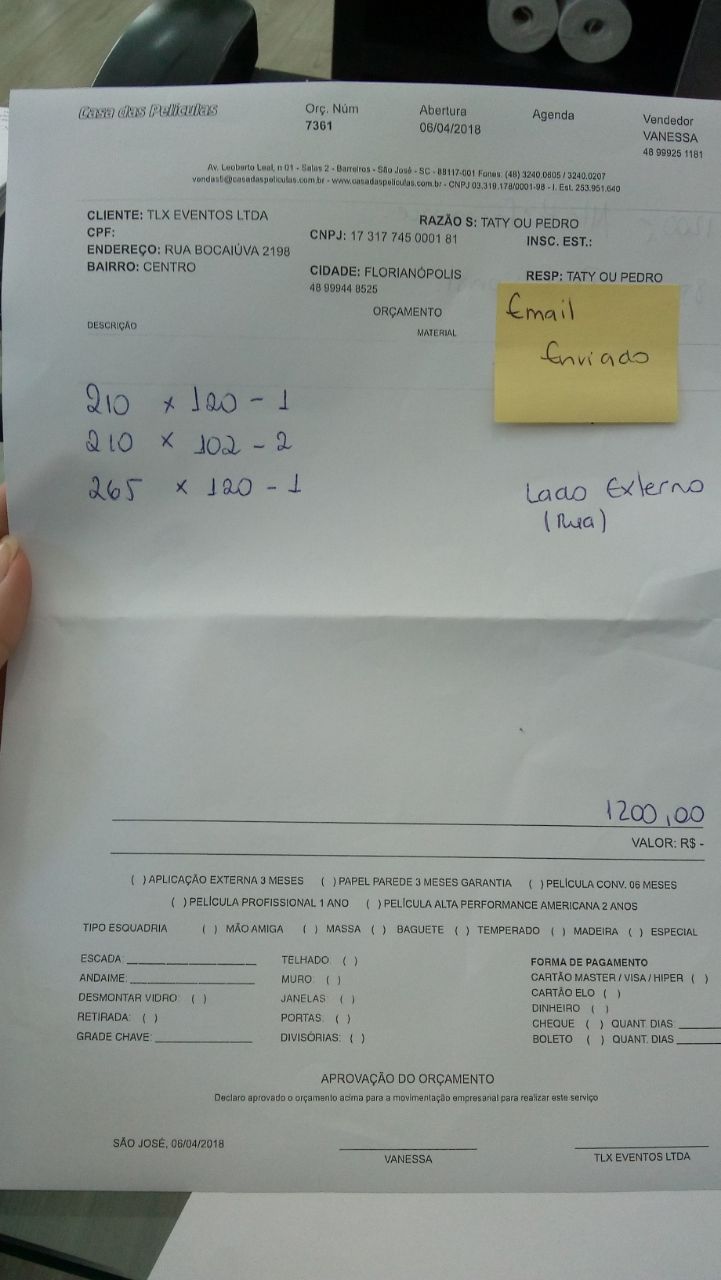 Casa das Películas
Orç. Núm
7361
Abertura
06/04/2018
Agenda
Vendedor
VANESSA
48 99925 1181
Av. Leoberto Leal, n 01 - Salas 2 - Barreiros - São José - SC - 88117-001 Fones: (48) 3240.0605 / 3240.0207
vendasti@casadaspeliculas.com.br - www.casadaspeliculas.com.br - CNPJ 03.319.178/0001-98 - I. Est. 253.951.640
CLIENTE: TLX EVENTOS LTDA
RAZÃO S: TATY OU PEDRO
CPF:
CNPJ: 17 317 745 0001 81
INSC. EST.:
ENDEREÇO: RUA BOCAIÚVA 2198
BAIRRO: CENTRO
CIDADE: FLORIANÓPOLIS
RESP: TATY OU PEDRO
48 99944 8525
ORÇAMENTO
DESCRIÇÃO
MATERIAL
Email
Enviado
210 x 120 - 1
210 x 102 - 2
265 x 120 - 1
Lado Externo
(Rua)
1200,00
VALOR: R$ -
( ) APLICAÇÃO EXTERNA 3 MESES ( ) PAPEL PAREDE 3 MESES GARANTIA ( ) PELÍCULA CONV. 06 MESES
( ) PELÍCULA PROFISSIONAL 1 ANO ( ) PELÍCULA ALTA PERFORMANCE AMERICANA 2 ANOS
TIPO ESQUADRIA ( ) MÃO AMIGA ( ) MASSA ( ) BAGUETE ( ) TEMPERADO ( ) MADEIRA ( ) ESPECIAL
ESCADA: ____________
TELHADO: ( )
FORMA DE PAGAMENTO
ANDAIME: ____________
MURO: ( )
CARTÃO MASTER / VISA / HIPER ( )
DESMONTAR VIDRO: ( )
JANELAS ( )
CARTÃO ELO ( )
RETIRADA: ( )
PORTAS: ( )
DINHEIRO ( )
GRADE CHAVE: ____________
DIVISÓRIAS: ( )
CHEQUE ( ) QUANT. DIAS: ______
BOLETO ( ) QUANT. DIAS ______
APROVAÇÃO DO ORÇAMENTO
Declaro aprovado o orçamento acima para a movimentação empresarial para realizar este serviço
SÃO JOSÉ, 06/04/2018
VANESSA
TLX EVENTOS LTDA